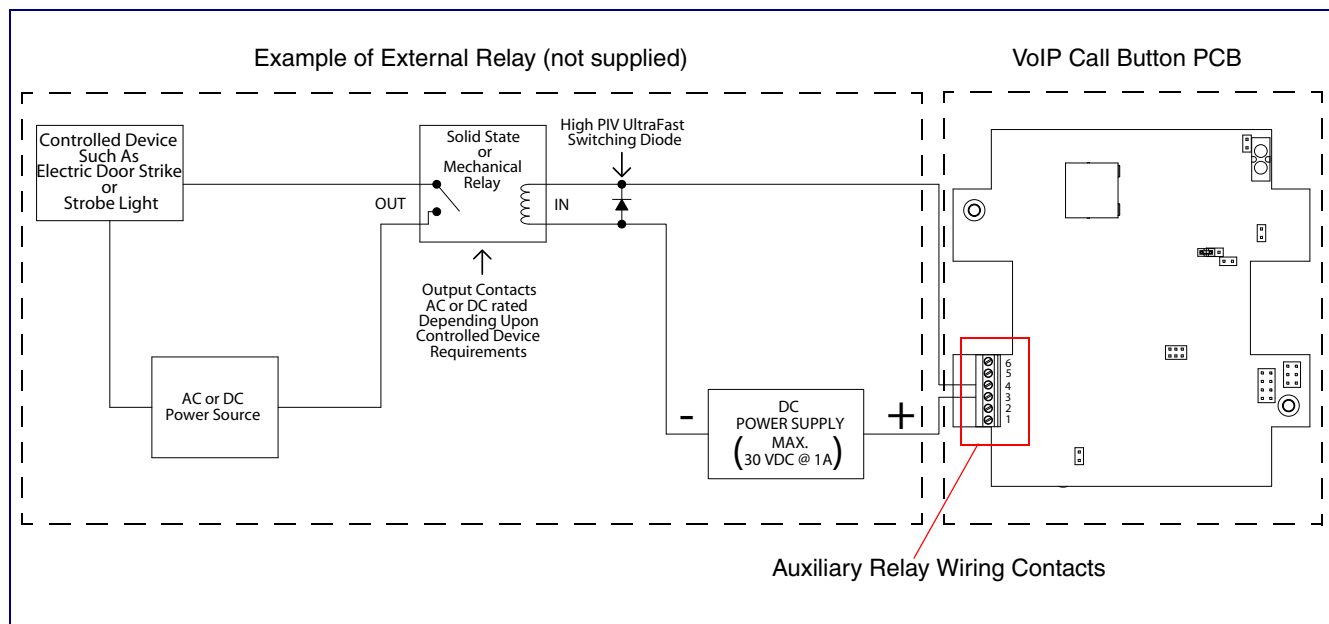 Example of External Relay (not supplied)
VoIP Call Button PCB
Controlled Device
Such As
Electric Door Strike
or
Strobe Light
OUT
Solid State
or
Mechanical
Relay
IN
High PIV UltraFast
Switching Diode
Output Contacts
AC or DC rated
Depending Upon
Controlled Device
Requirements
AC or DC
Power Source
-
DC
POWER SUPPLY
MAX.
(30 VDC @ 1A)
+
6
5
4
3
2
1
Auxiliary Relay Wiring Contacts